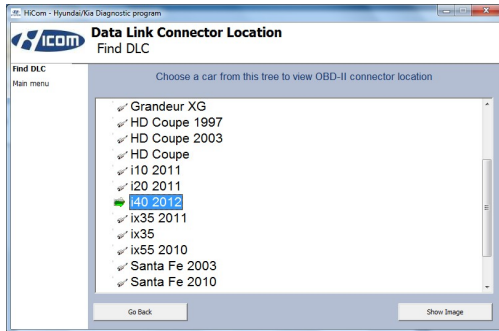 HiCom - Hyundai/Kia Diagnostic program
HICOM
Data Link Connector Location
Find DLC
Find DLC
Main menu
Choose a car from this tree to view OBD-II connector location
Grandeur XG
HD Coupe 1997
HD Coupe 2003
HD Coupe
i10 2011
i20 2011
i40 2012
ix35 2011
ix35
ix55 2010
Santa Fe 2003
Santa Fe 2010
Go Back
Show Image